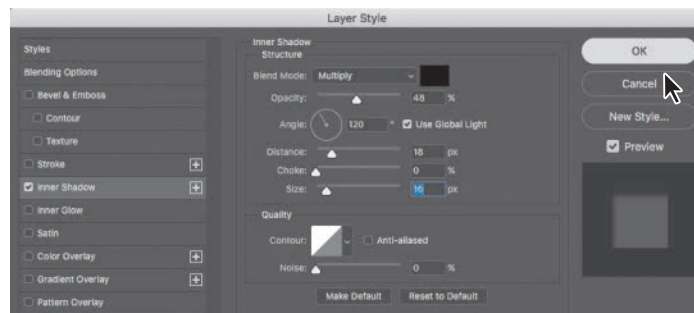 Layer Style
Styles
Blending Options
Bevel & Emboss
Contour
Texture
Stroke
Inner Shadow
Inner Glow
Satin
Color Overlay
Gradient Overlay
Pattern Overlay
Inner Shadow
Structure
Blend Mode: Multiply
Opacity: 48 %
Angle: 120 ° Use Global Light
Distance: 18 px
Choke: 0 %
Size: 16 px
Quality
Contour: Anti-aliased
Noise: 0 %
Make Default Reset to Default
OK
Cancel
New Style...
Preview